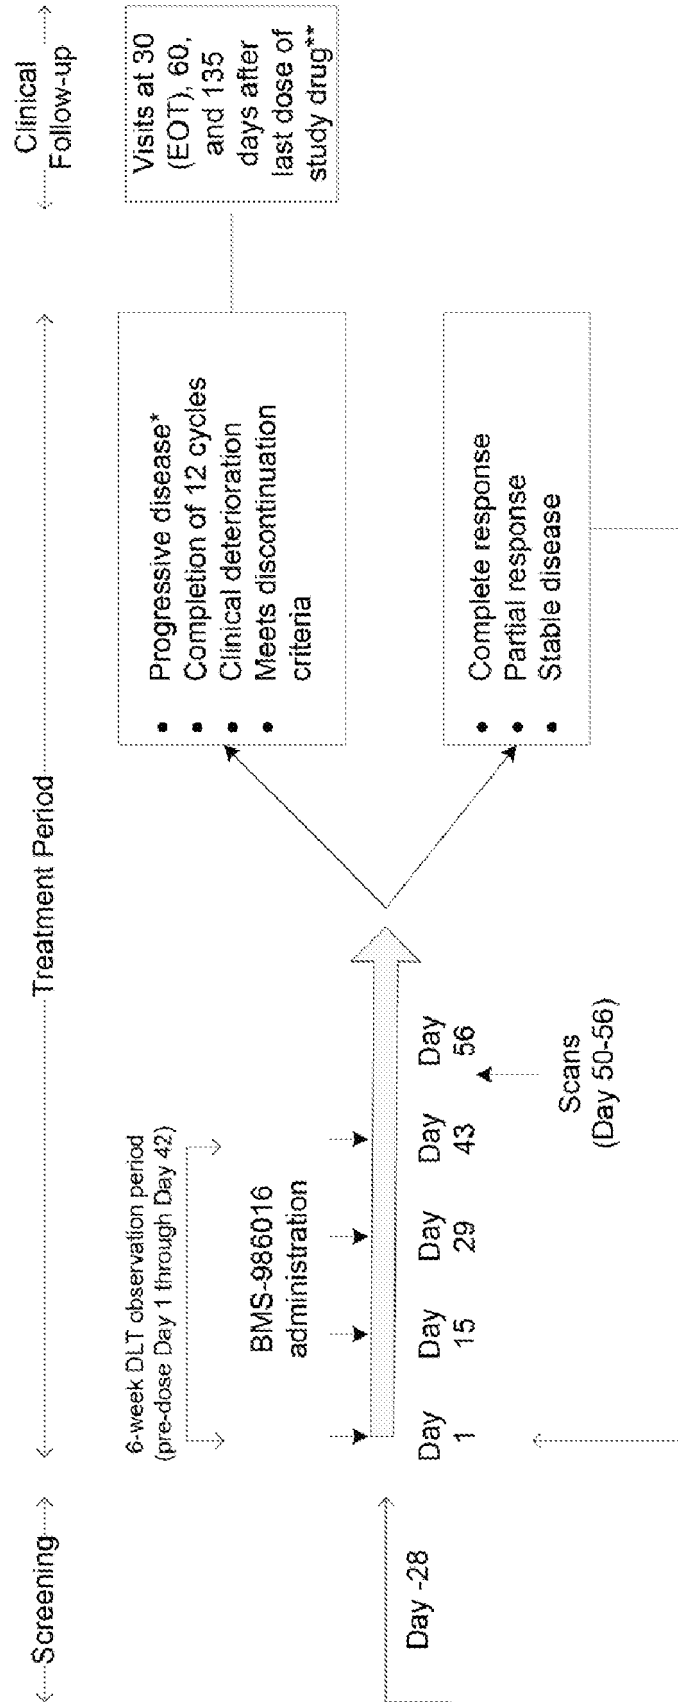 Screening
Treatment Period
Clinical
Follow-up
6-week DLT observation period
(pre-dose Day 1 through Day 42)
BMS-986016
administration
Day -28
Day
1
Day
15
Day
29
Day
43
Day
56
Scans
(Day 50-56)
• Progressive disease*
• Completion of 12 cycles
• Clinical deterioration
• Meets discontinuation
criteria
• Complete response
• Partial response
• Stable disease
Visits at 30
(EOT), 60,
and 135
days after
last dose of
study drug**